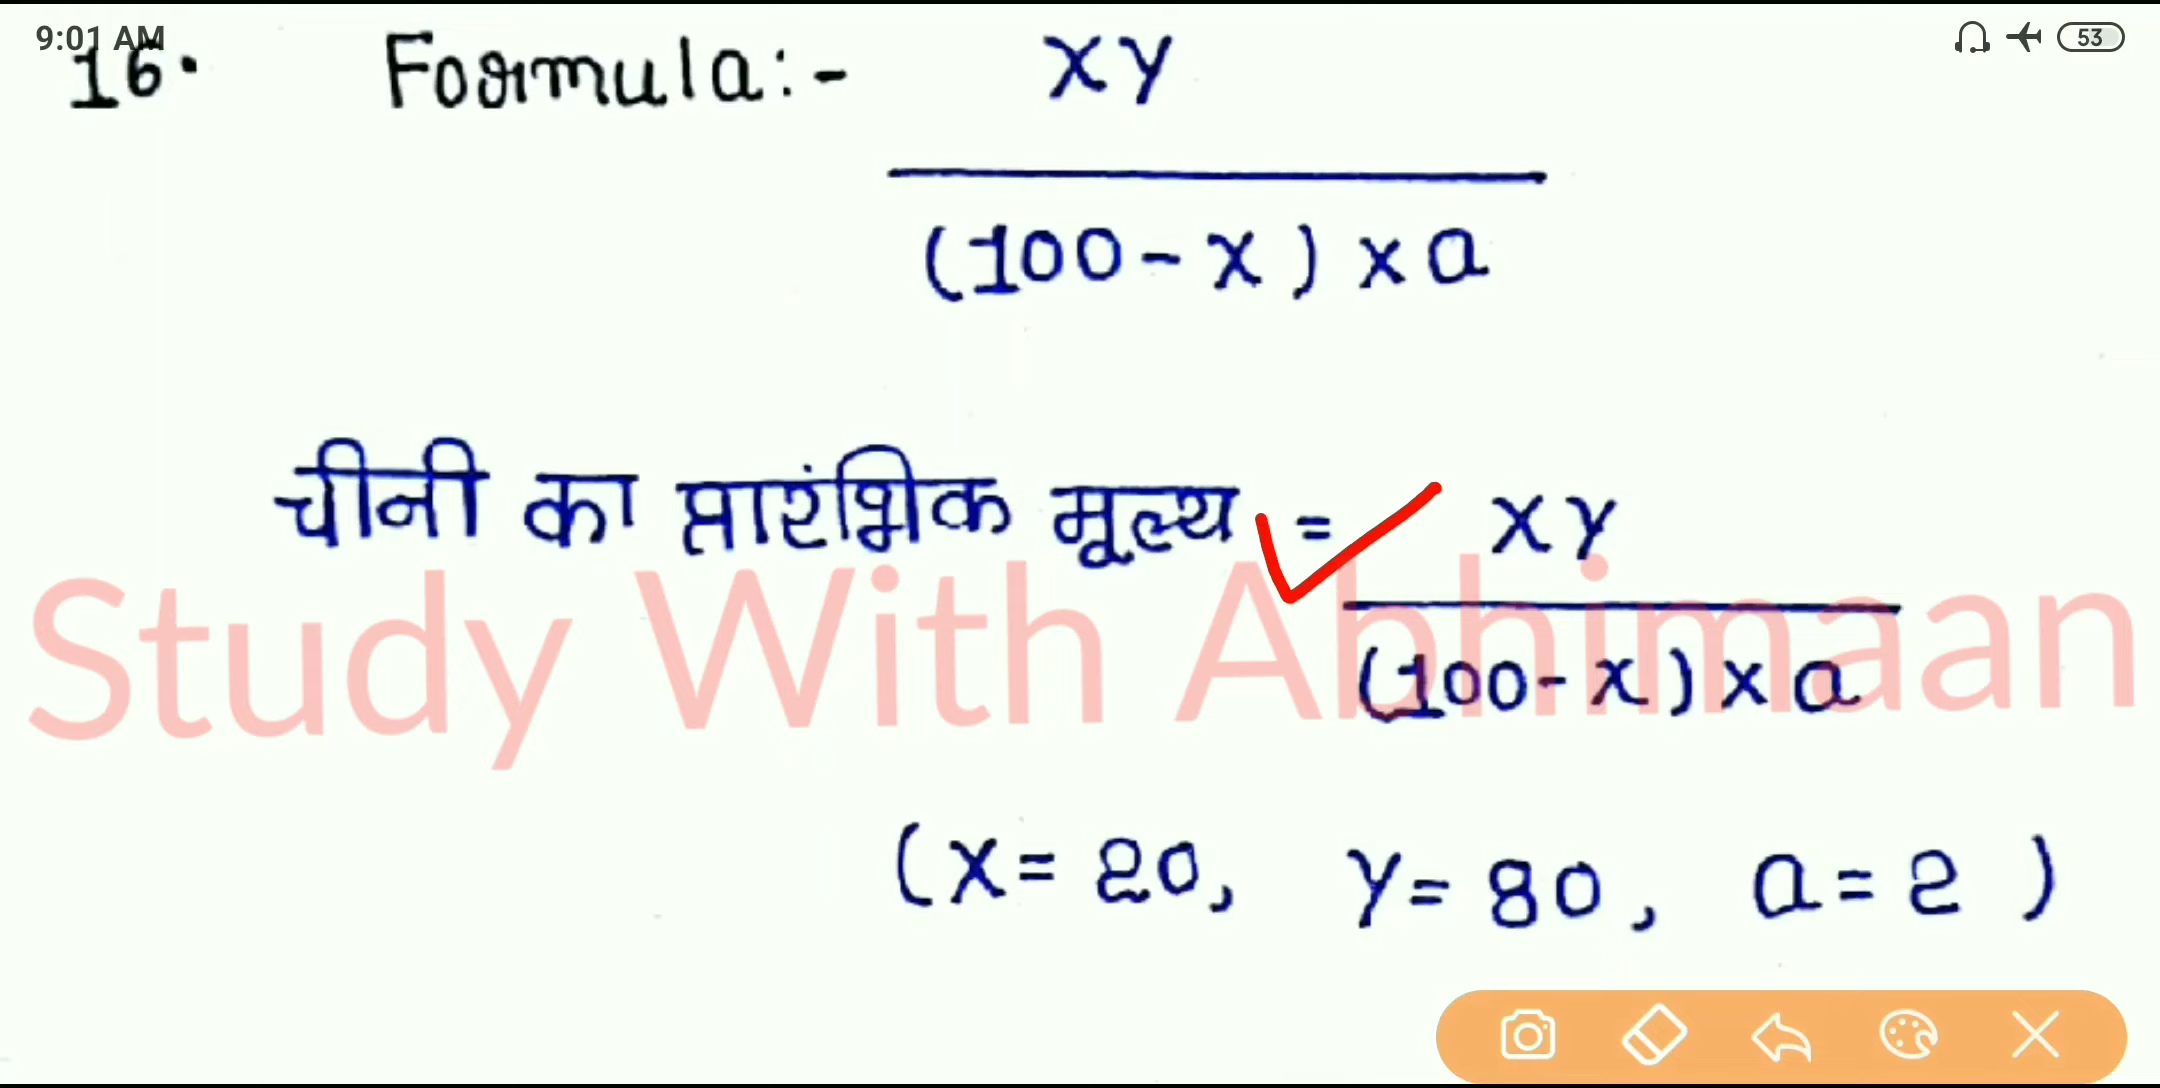 9:01 AM 53
16. Formula:- xy
(100-x) x a
चीनी का प्रारंभिक मूल्य = xy
(100-x) x a
Study With Abhimaan
(x= 20, y= 80, a= 2)